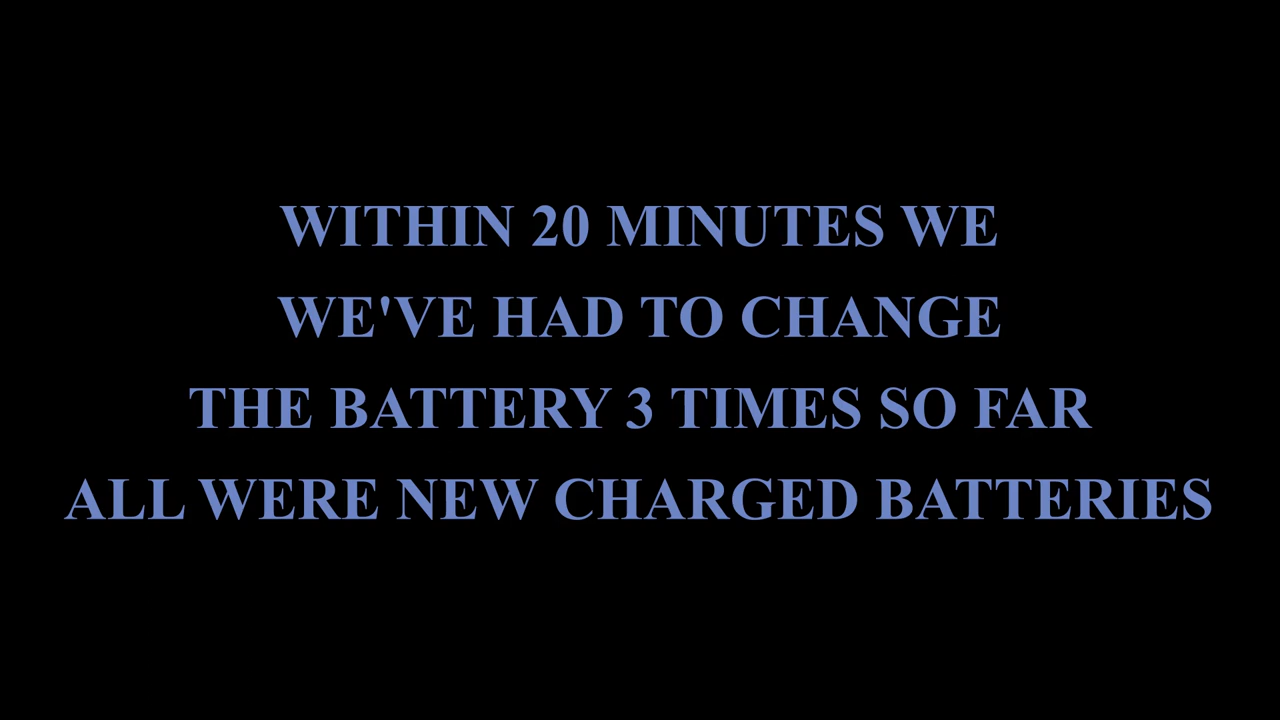 WITHIN 20 MINUTES WE
WE'VE HAD TO CHANGE
THE BATTERY 3 TIMES SO FAR
ALL WERE NEW CHARGED BATTERIES